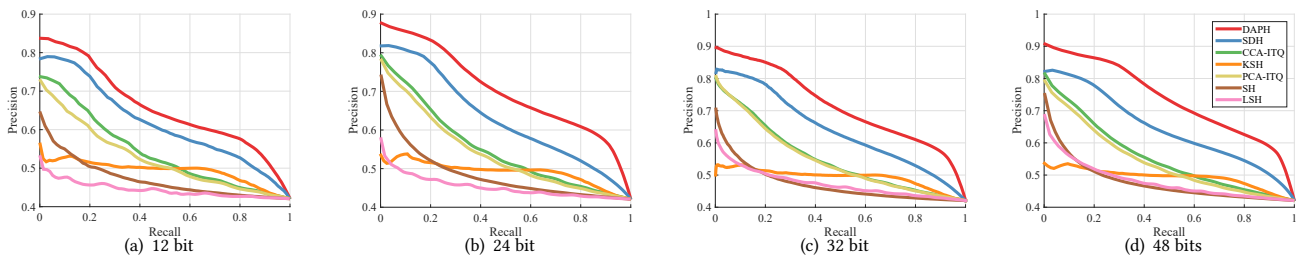 0.9
0.8
0.7
0.6
0.5
0.4
Precision
0 0.2 0.4 0.6 0.8 1
Recall
(a) 12 bit
0.9
0.8
0.7
0.6
0.5
0.4
Precision
0 0.2 0.4 0.6 0.8 1
Recall
(b) 24 bit
1
0.9
0.8
0.7
0.6
0.5
0.4
Precision
0 0.2 0.4 0.6 0.8 1
Recall
(c) 32 bit
1
0.9
0.8
0.7
0.6
0.5
0.4
Precision
DAPH
SDH
CCA-ITQ
KSH
PCA-ITQ
SH
LSH
0 0.2 0.4 0.6 0.8 1
Recall
(d) 48 bits